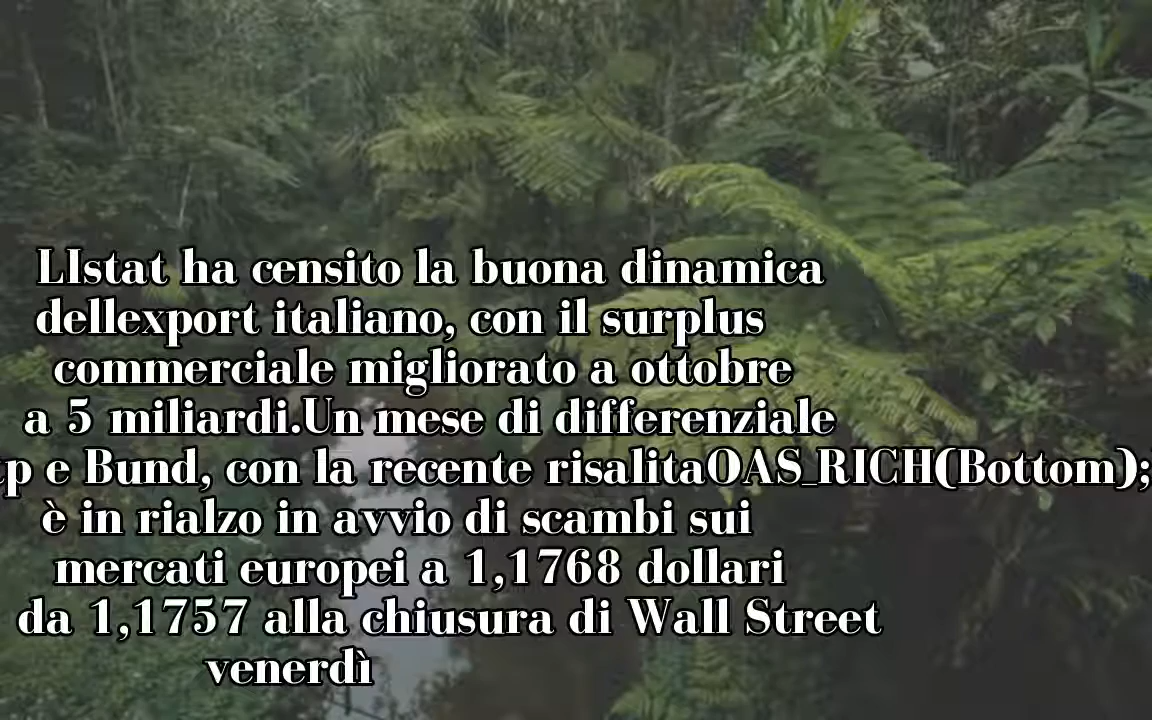 LIstat ha censito la buona dinamica
dellexport italiano, con il surplus
commerciale migliorato a ottobre
a 5 miliardi.Un mese di differenziale
e Bund, con la recente risalitaOAS_RICH(Bottom);
è in rialzo in avvio di scambi sui
mercati europei a 1,1768 dollari
da 1,1757 alla chiusura di Wall Street
venerdì